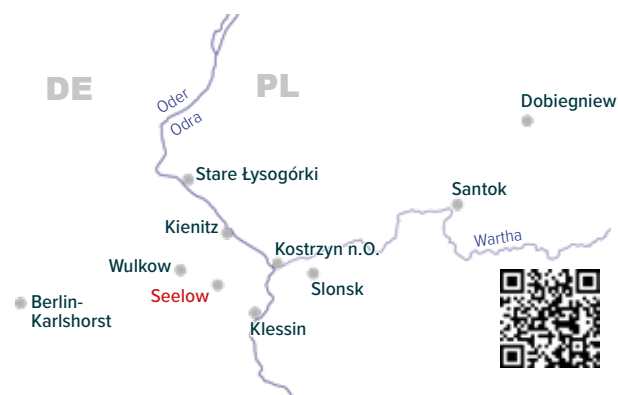 DE
PL
Oder
Odra
Dobiegniew
Stare Łysogórki
Santok
Kienitz
Wartha
Kostrzyn n.O.
Wulkow
Slonsk
Seelow
Berlin-
Karlshorst
Klessin